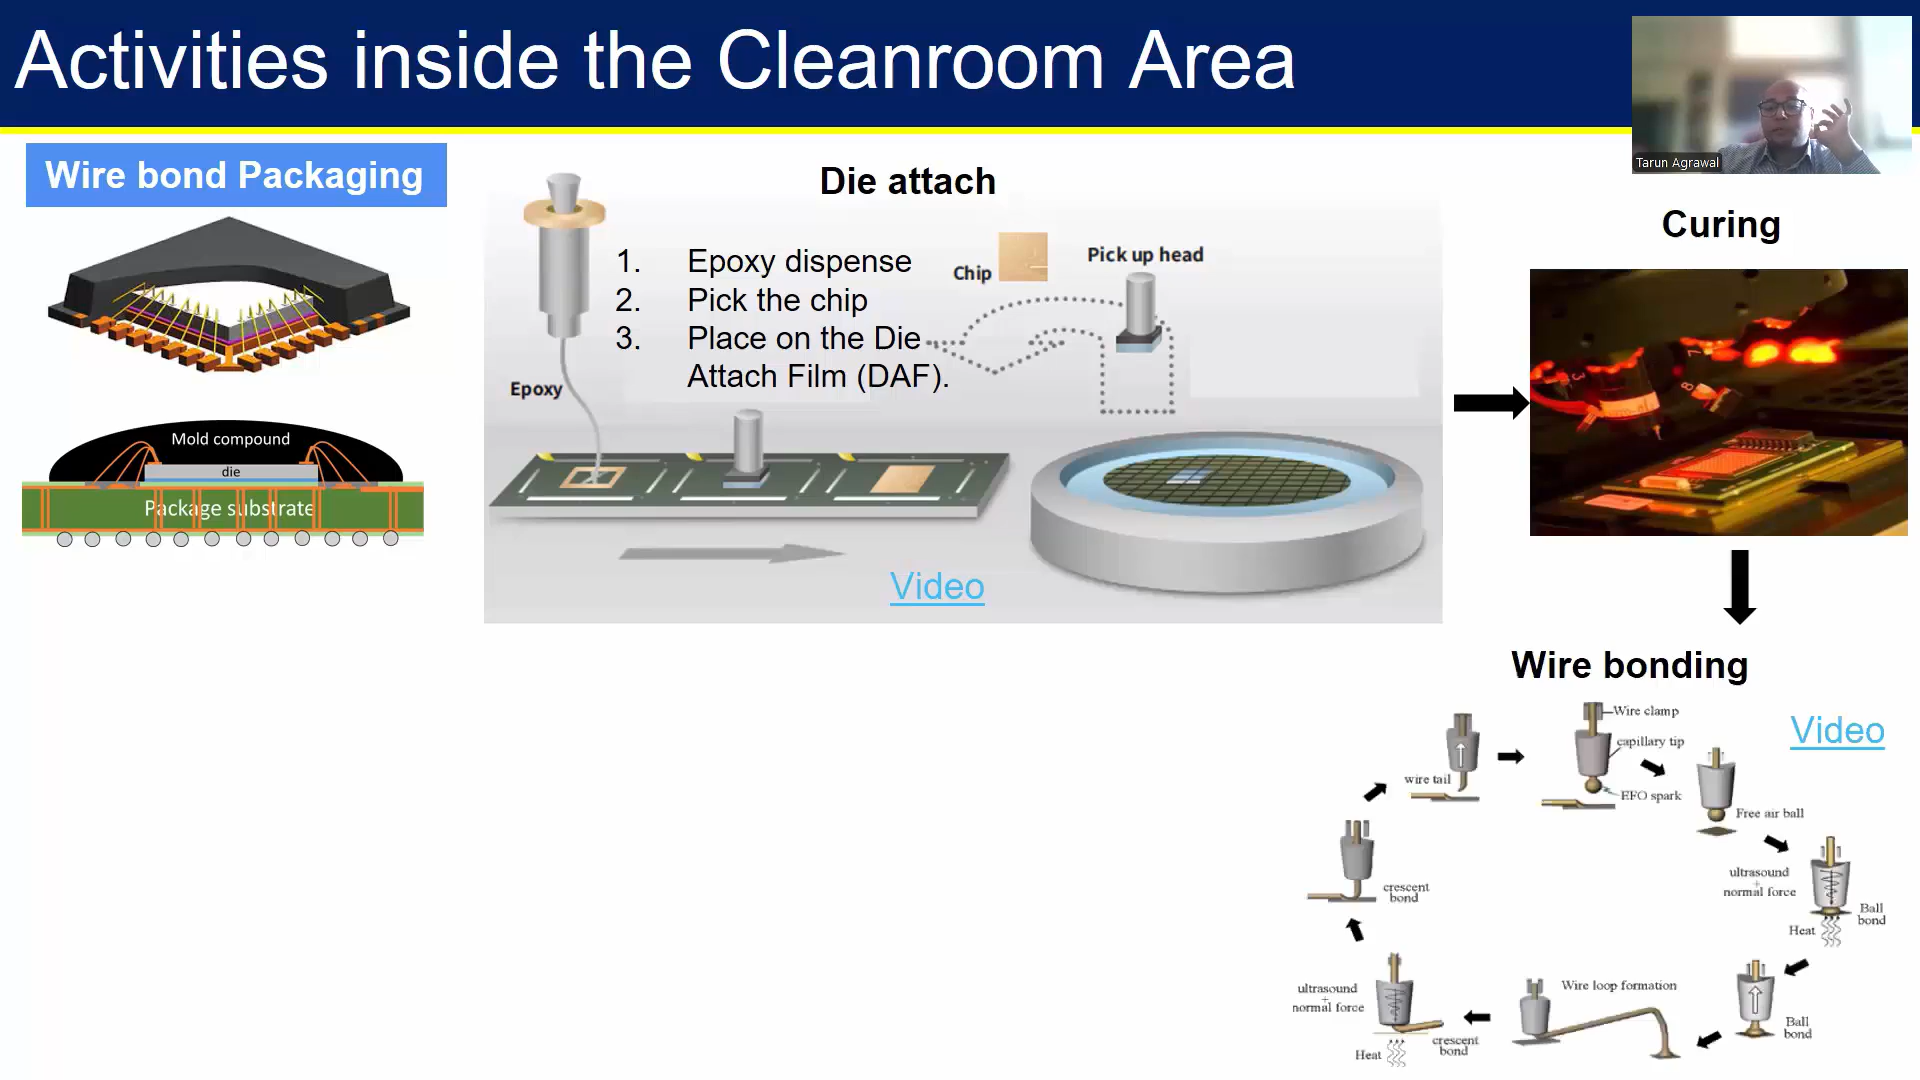 Activities inside the Cleanroom Area
Tarun Agrawal
Wire bond Packaging
Mold compound
die
Package substrate
Die attach
1. Epoxy dispense
2. Pick the chip
3. Place on the Die
Attach Film (DAF).
Chip
Pick up head
Epoxy
Video
Curing
Wire bonding
Video
Wire clamp
capillary tip
EFO spark
wire tail
Free air ball
ultrasound
+
normal force
Ball
bond
Heat
Ball
bond
Wire loop formation
ultrasound
+
normal force
crescent
bond
Heat
crescent
bond